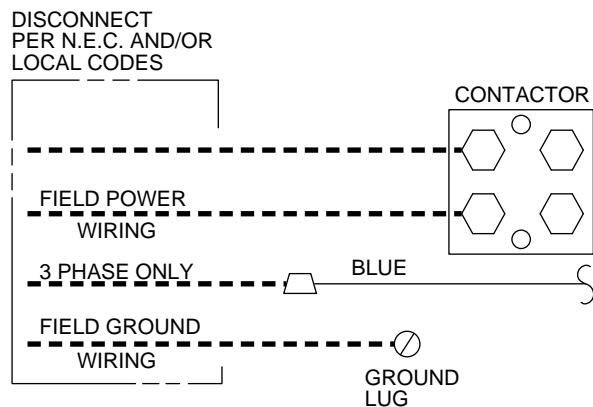 DISCONNECT
PER N.E.C. AND/OR
LOCAL CODES
CONTACTOR
FIELD POWER
WIRING
3 PHASE ONLY
BLUE
FIELD GROUND
WIRING
GROUND
LUG